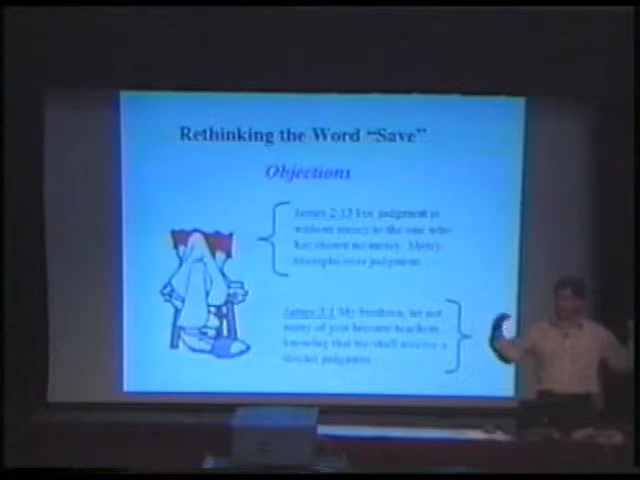 Rethinking the Word “Save”
Objections
James 2:13 For judgment is
without mercy to the one who
has shown no mercy. Mercy
triumphs over judgment.
James 3:1 My brethren, let not
many of you become teachers,
knowing that we shall receive a
stricter judgment.